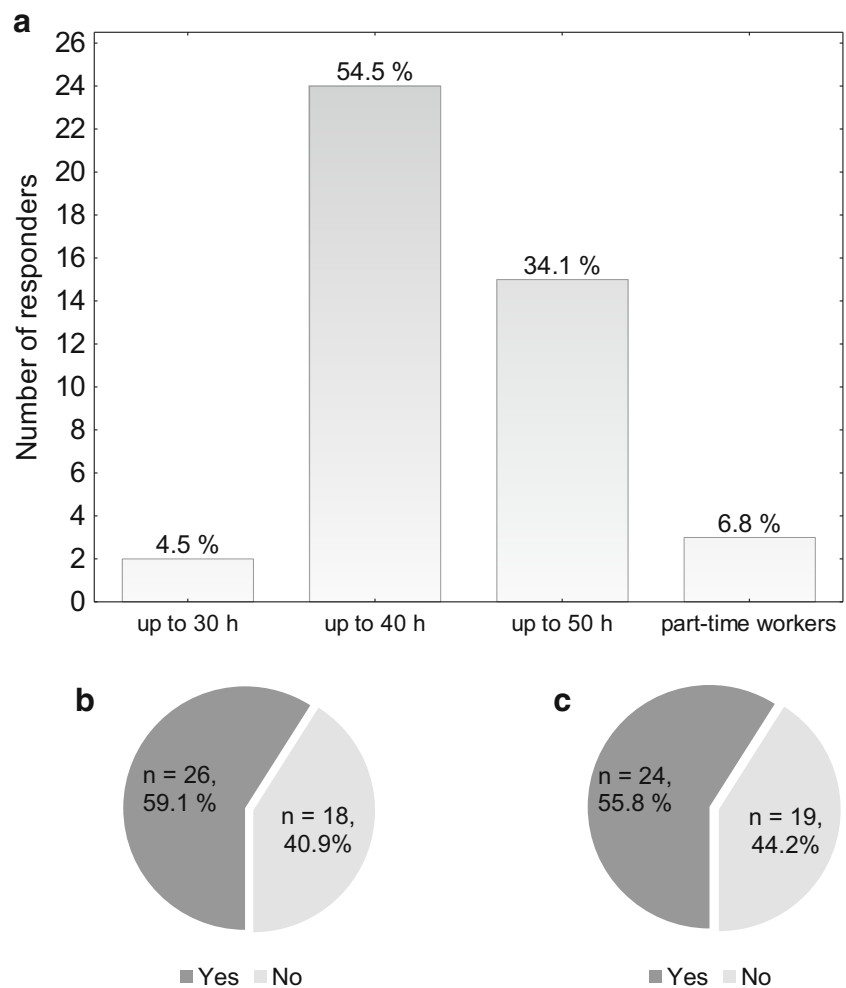 a
Number of responders
26
24
22
20
18
16
14
12
10
8
6
4
2
0
54.5 %
34.1 %
6.8 %
4.5 %
up to 30 h up to 40 h up to 50 h part-time workers
b
n = 26,
59.1 %
n = 18,
40.9%
Yes No
c
n = 24,
55.8 %
n = 19,
44.2%
Yes No